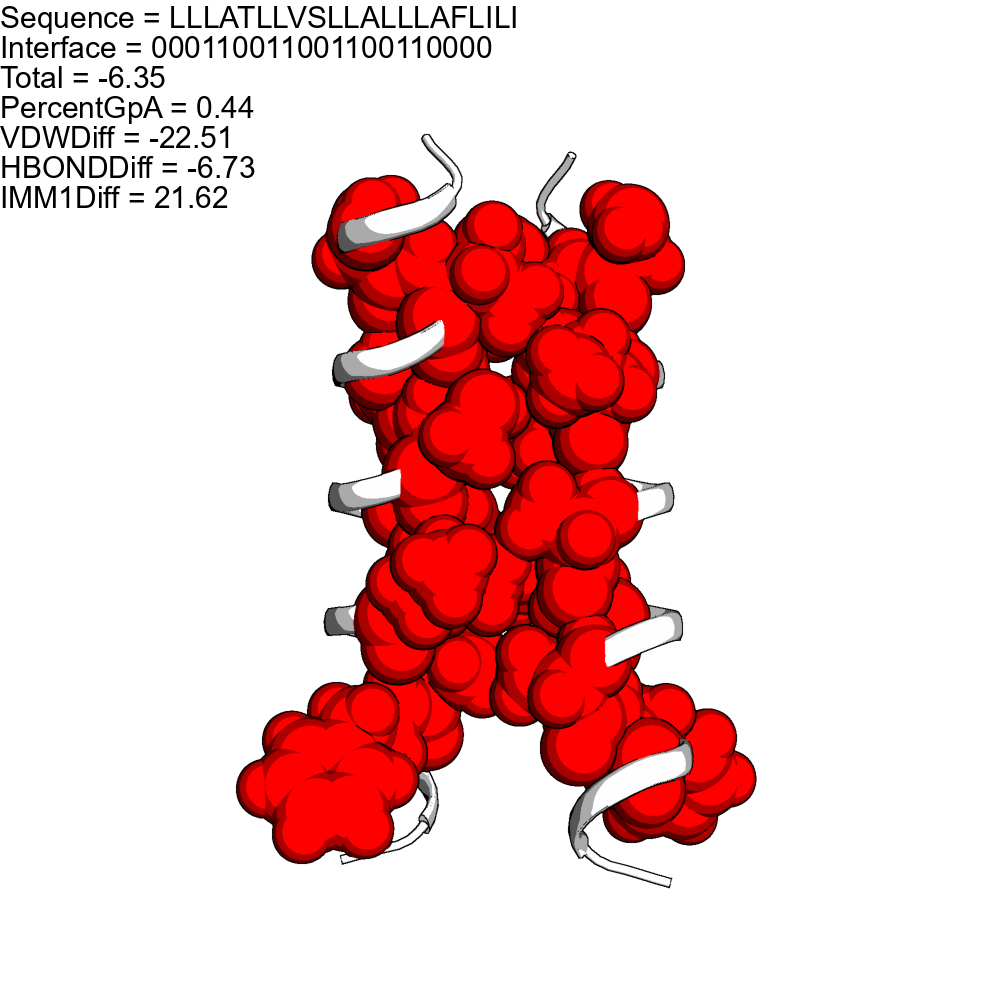 Sequence = LLLATLLVSLLALLLAFLILI
Interface = 000110011001100110000
Total = -6.35
PercentGpA = 0.44
VDWDiff = -22.51
HBONDDiff = -6.73
IMM1Diff = 21.62